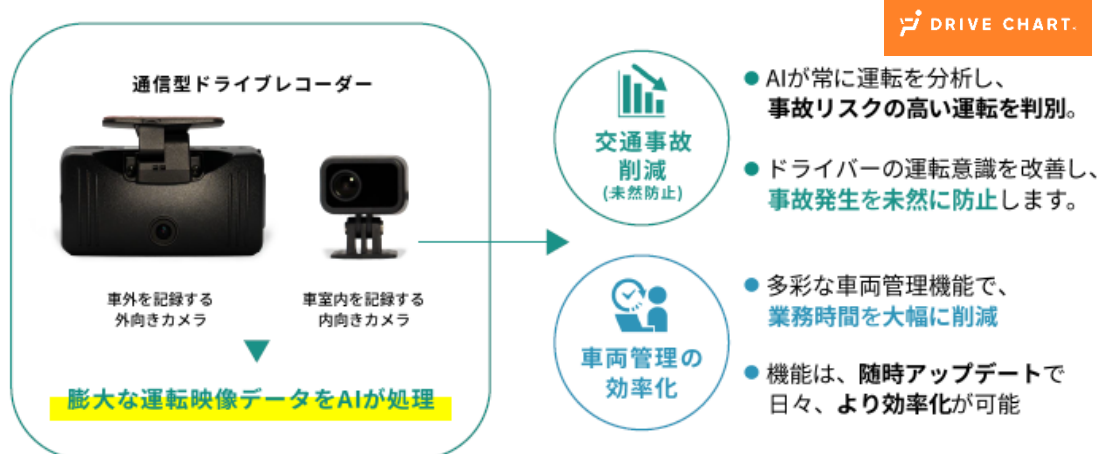 DRIVE CHART.
通信型ドライブレコーダー
車外を記録する
外向きカメラ
車室内を記録する
内向きカメラ
膨大な運転映像データをAIが処理
交通事故
削減
(未然防止)
● AIが常に運転を分析し、
事故リスクの高い運転を判別。
● ドライバーの運転意識を改善し、
事故発生を未然に防止します。
車両管理の
効率化
● 多彩な車両管理機能で、
業務時間を大幅に削減
● 機能は、随時アップデートで
日々、より効率化が可能